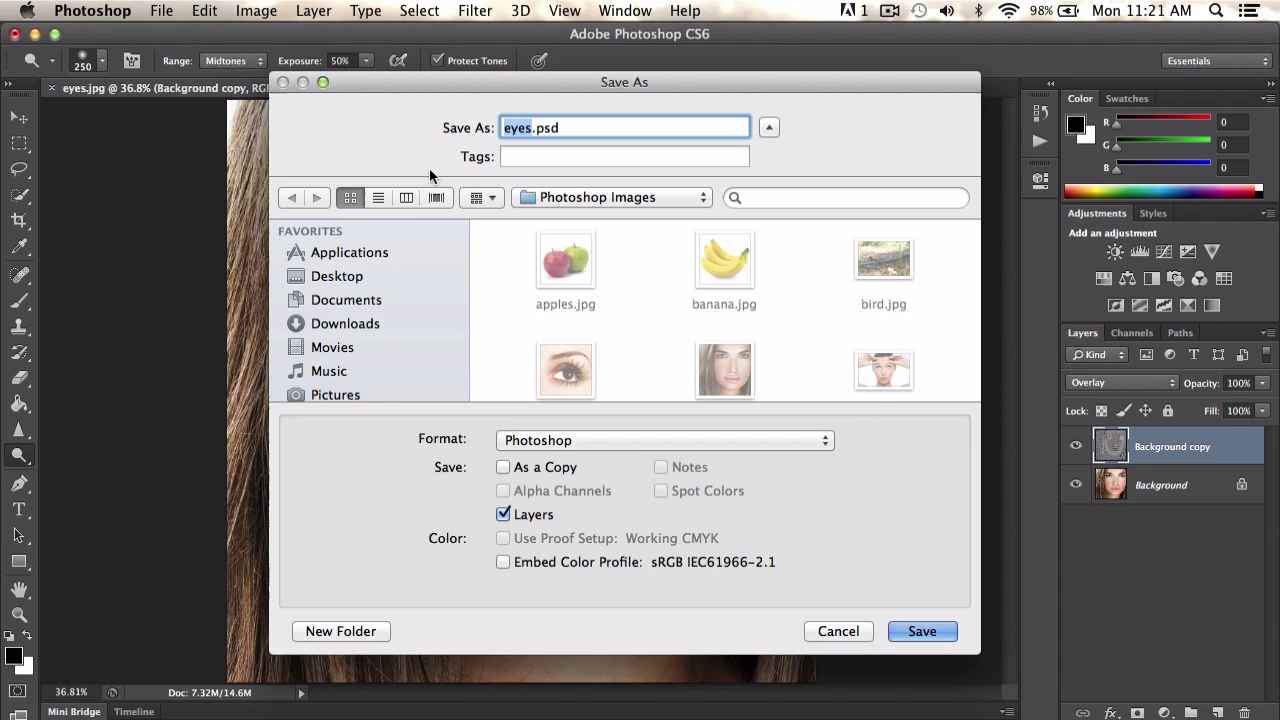 Photoshop File Edit Image Layer Type Select Filter 3D View Window Help 1 98% Mon 11:21 AM
Adobe Photoshop CS6
250 Range: Midtones Exposure: 50% Protect Tones Essentials
eyes.jpg @ 36.8% (Background copy, RG
Save As
Save As: eyes.psd
Tags:
Photoshop Images
FAVORITES
Applications
Desktop
Documents
Downloads
Movies
Music
Pictures
apples.jpg banana.jpg bird.jpg
Format: Photoshop
Save: As a Copy Notes
Alpha Channels Spot Colors
Layers
Color: Use Proof Setup: Working CMYK
Embed Color Profile: sRGB IEC61966-2.1
New Folder Cancel Save
Color Swatches
R 0
G 0
B 0
Adjustments Styles
Add an adjustment
Layers Channels Paths
Kind
Overlay Opacity: 100%
Lock: Fill: 100%
Background copy
Background
fx
36.81% Doc: 7.32M/14.6M
Mini Bridge Timeline